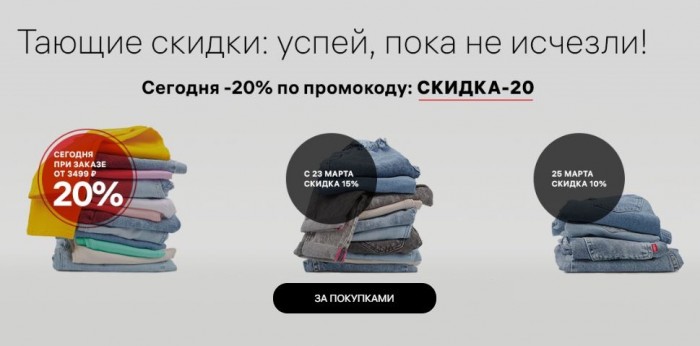 Тающие скидки: успей, пока не исчезли!
Сегодня -20% по промокоду: СКИДКА-20
СЕГОДНЯ
ПРИ ЗАКАЗЕ
ОТ 3499 ₽
20%
С 23 МАРТА
СКИДКА 15%
25 МАРТА
СКИДКА 10%
ЗА ПОКУПКАМИ